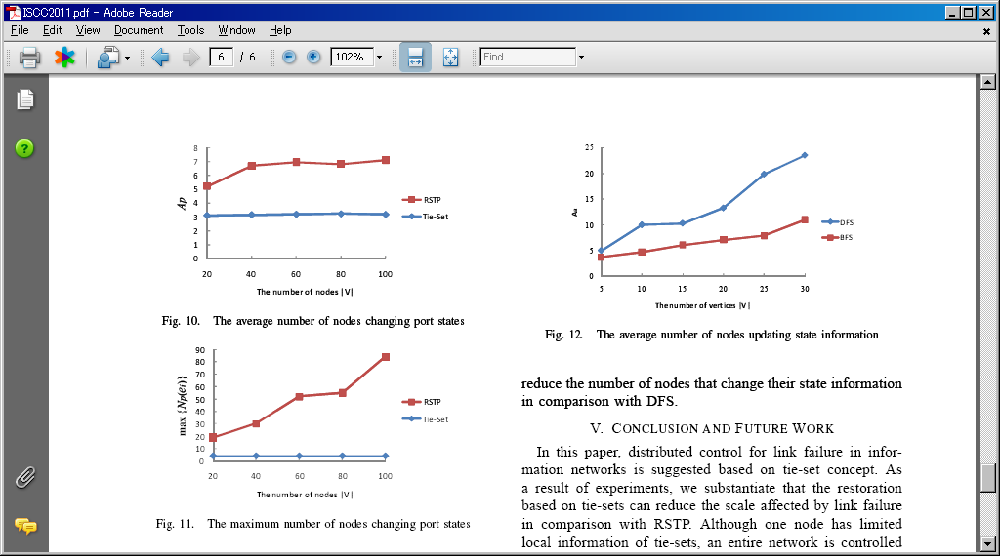 ISCC2011.pdf - Adobe Reader
File Edit View Document Tools Window Help
6 / 6 102% Find
8
7
6
5
4
3
2
1
0
Ap
20 40 60 80 100
The number of nodes |V|
RSTP
Tie-Set
Fig. 10. The average number of nodes changing port states
90
80
70
60
50
40
30
20
10
0
max {Np(ei)}
20 40 60 80 100
The number of nodes |V|
RSTP
Tie-Set
Fig. 11. The maximum number of nodes changing port states
25
20
15
10
5
0
5 10 15 20 25 30
The number of vertices |V|
DFS
BFS
Fig. 12. The average number of nodes updating state information
reduce the number of nodes that change their state information
in comparison with DFS.
V. CONCLUSION AND FUTURE WORK
In this paper, distributed control for link failure in infor-
mation networks is suggested based on tie-set concept. As
a result of experiments, we substantiate that the restoration
based on tie-sets can reduce the scale affected by link failure
in comparison with RSTP. Although one node has limited
local information of tie-sets, an entire network is controlled